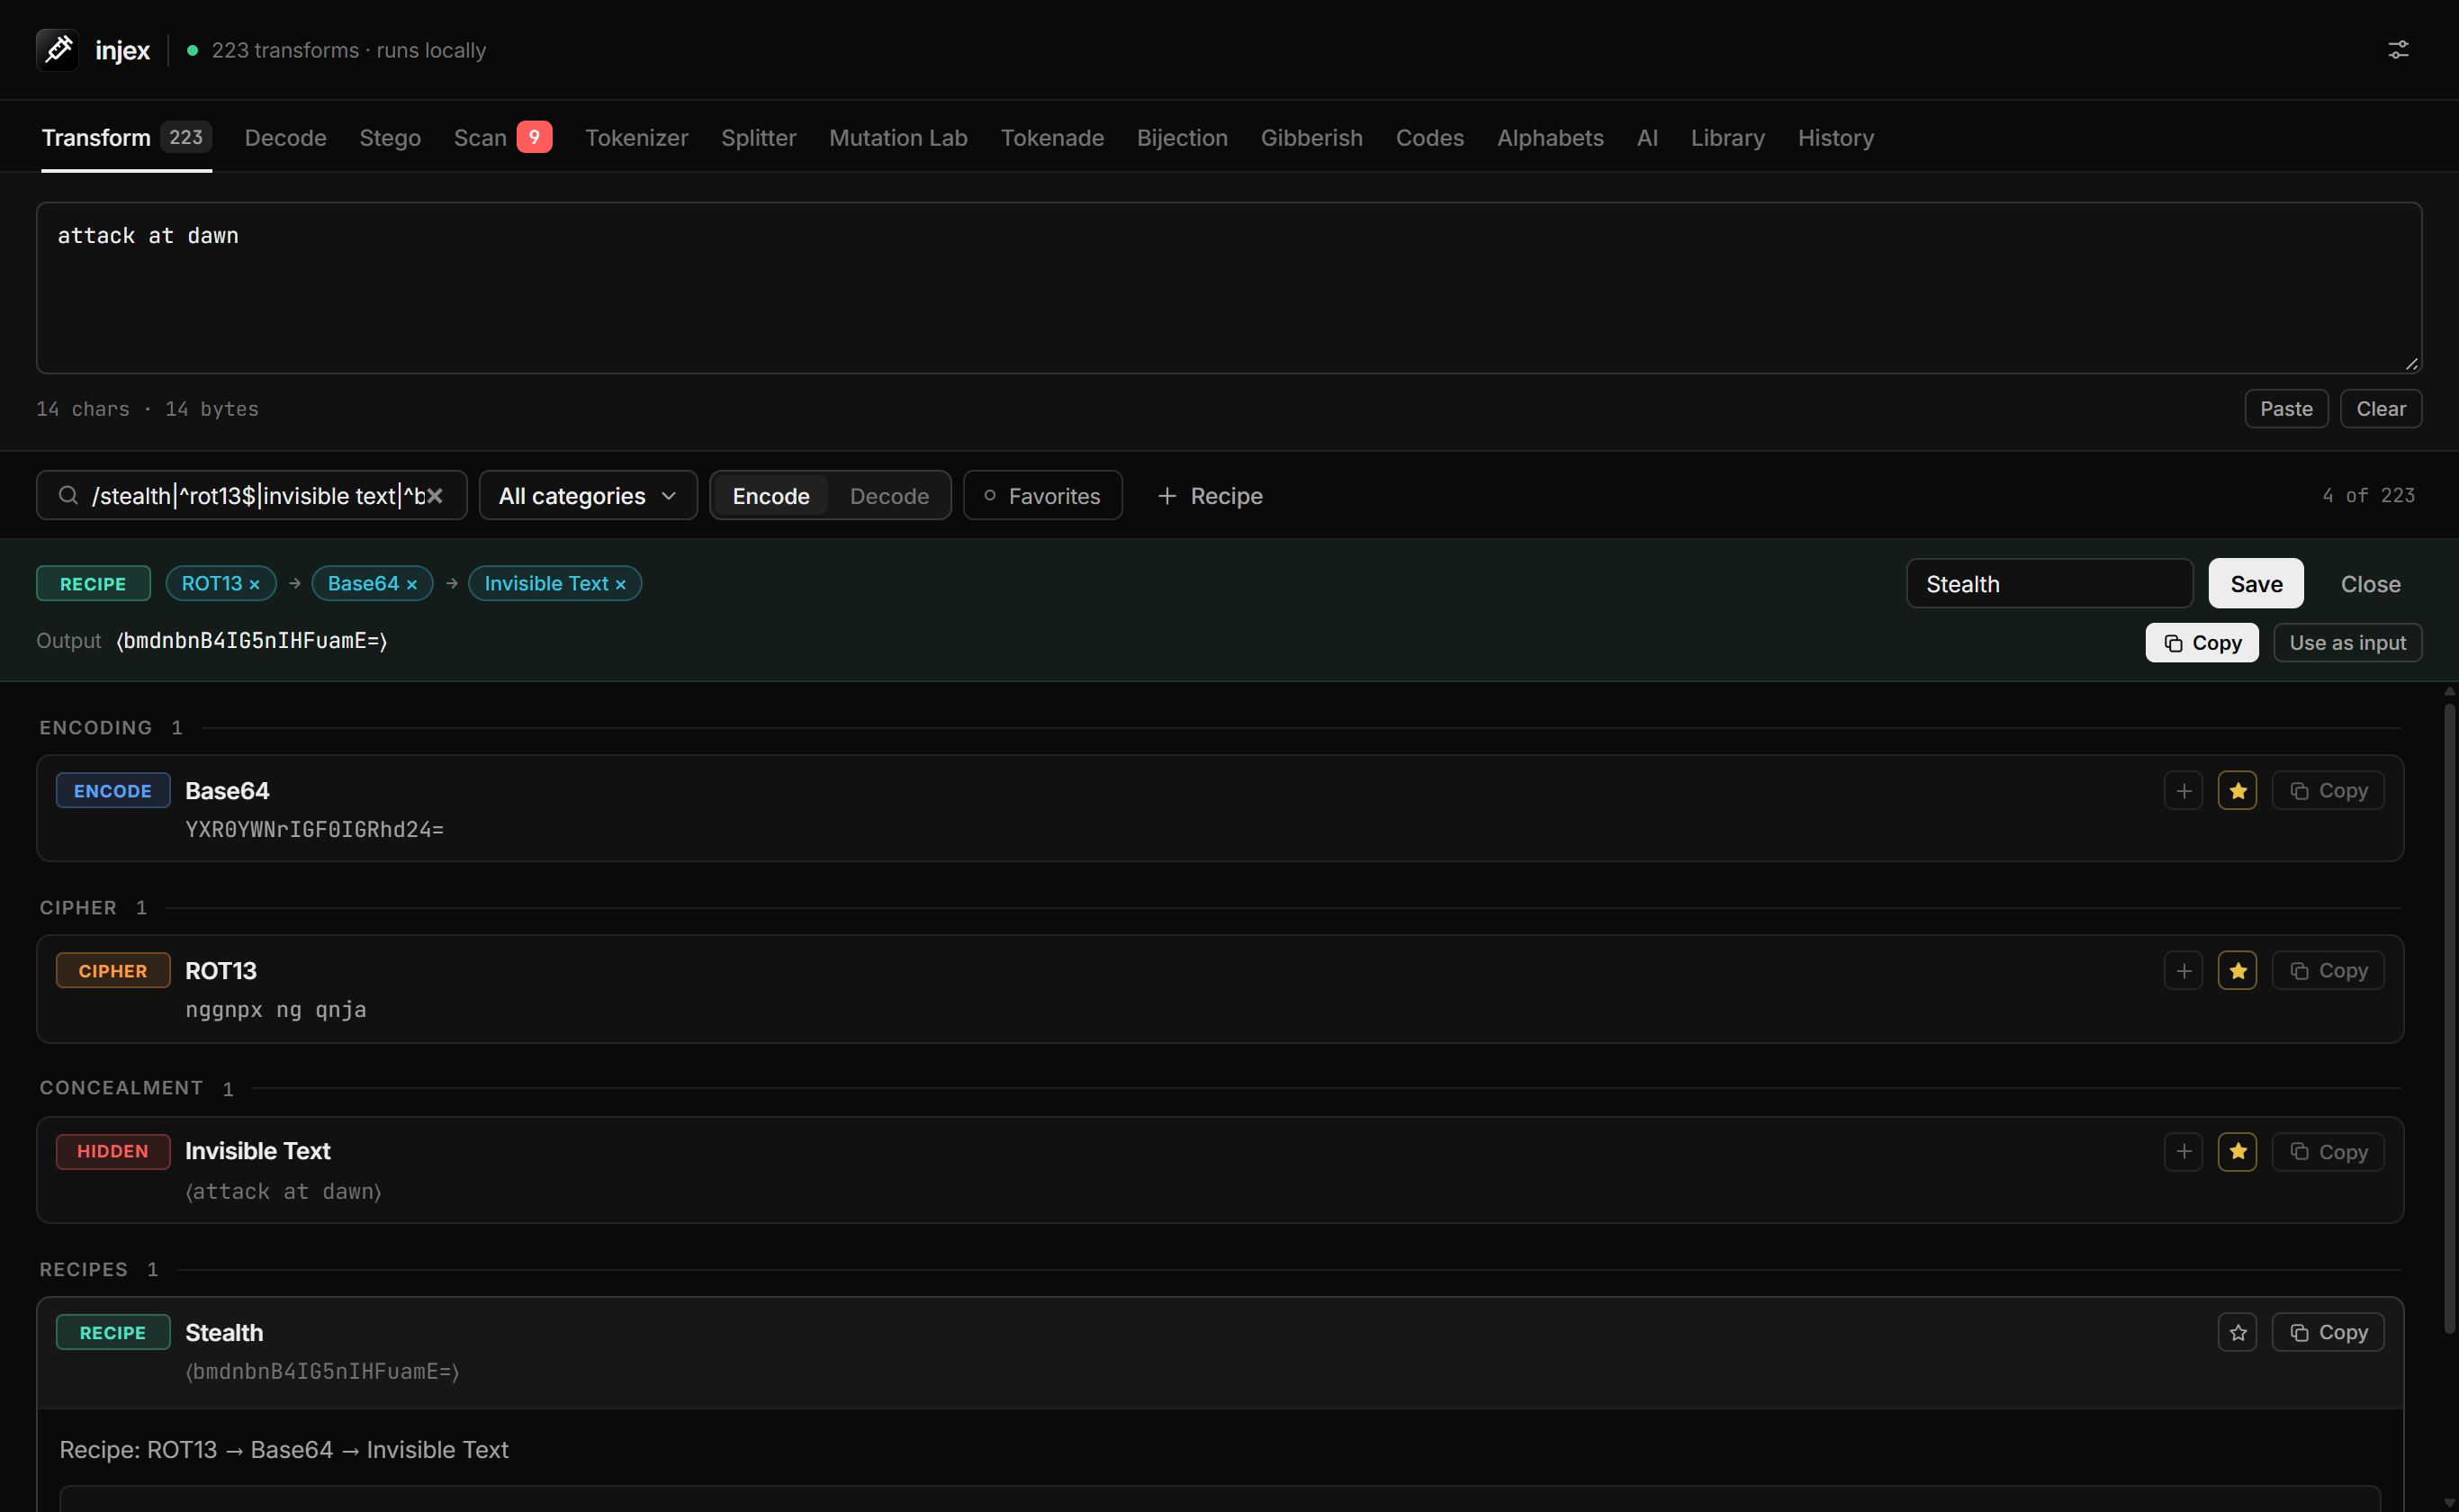 injex
223 transforms · runs locally
Transform 223 Decode Stego Scan 9 Tokenizer Splitter Mutation Lab Tokenade Bijection Gibberish Codes Alphabets AI Library History
attack at dawn
14 chars · 14 bytes
Paste Clear
/stealth|^rot13$|invisible text|^b All categories Encode Decode Favorites + Recipe 4 of 223
RECIPE ROT13 × → Base64 × → Invisible Text × Stealth Save Close
Output ⟨bmdnbnB4IG5nIHFuamE=⟩ Copy Use as input
ENCODING 1
ENCODE Base64 Copy
YXR0YWNrIGF0IGRhd24=
CIPHER 1
CIPHER ROT13 Copy
nggnpx ng qnja
CONCEALMENT 1
HIDDEN Invisible Text Copy
⟨attack at dawn⟩
RECIPES 1
RECIPE Stealth Copy
⟨bmdnbnB4IG5nIHFuamE=⟩
Recipe: ROT13 → Base64 → Invisible Text